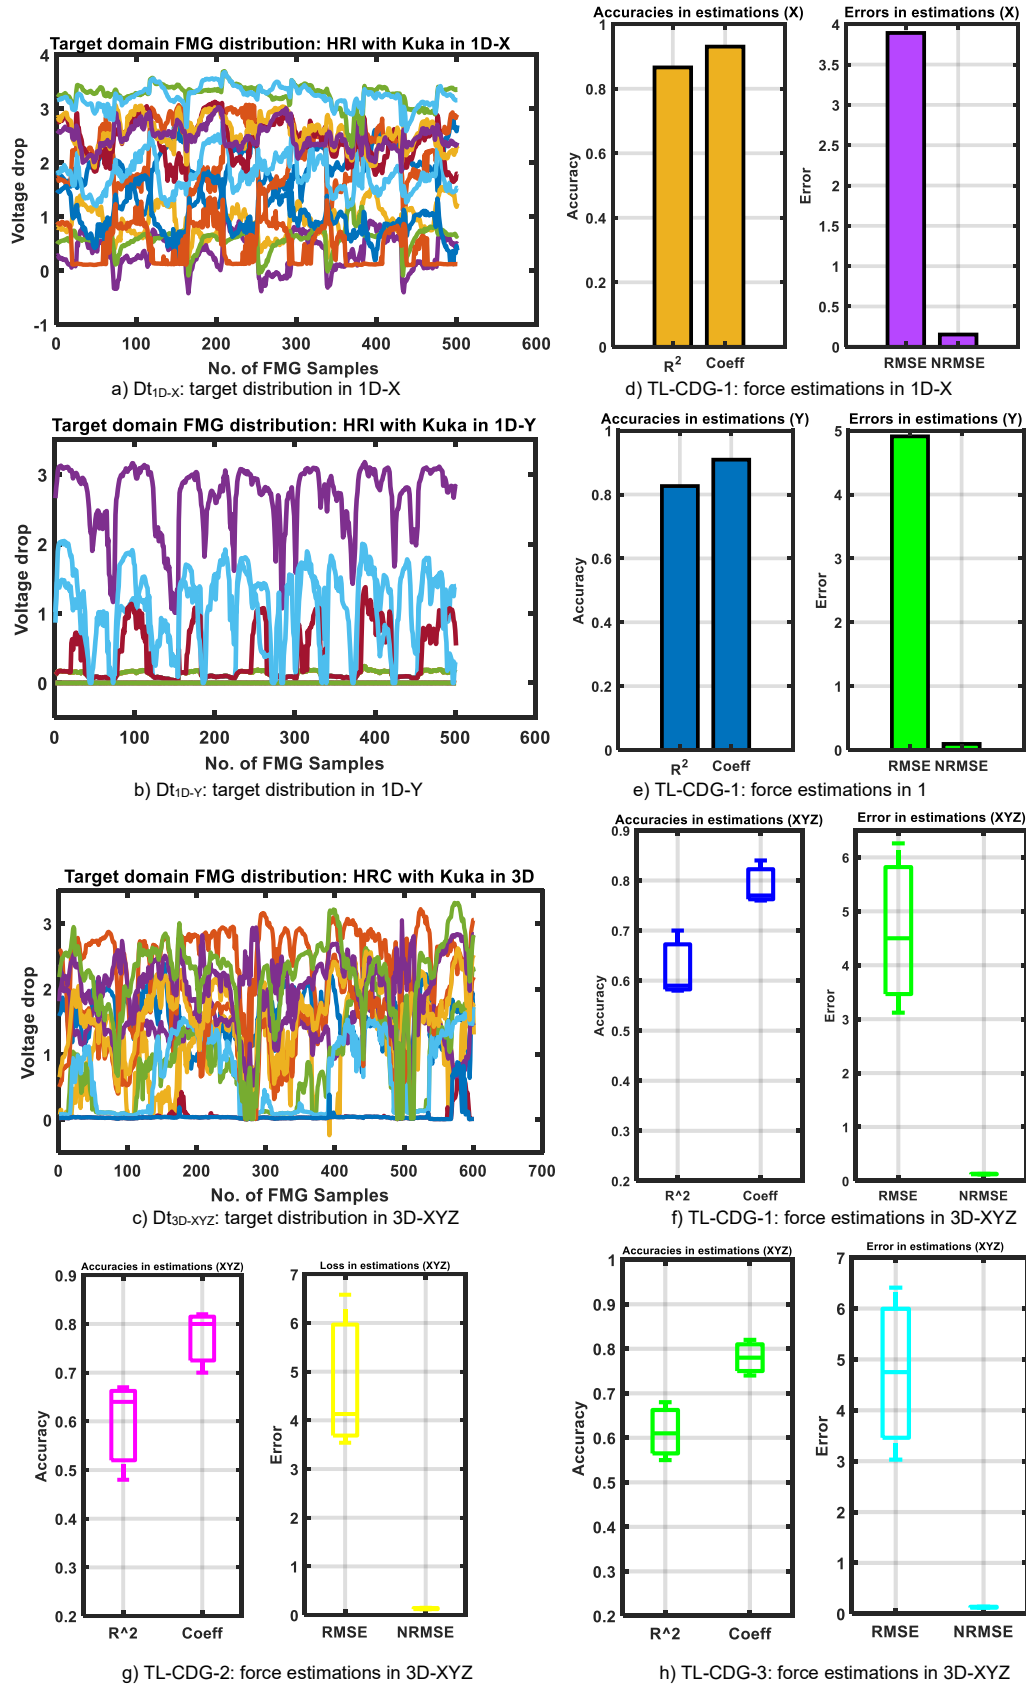 Target domain FMG distribution: HRI with Kuka in 1D-X
Voltage drop
4
3
2
1
0
-1
0 100 200 300 400 500 600
No. of FMG Samples
a) Dt1D-X: target distribution in 1D-X
Accuracies in estimations (X)
Accuracy
1
0.8
0.6
0.4
0.2
0
R2 Coeff
Errors in estimations (X)
Error
4
3.5
3
2.5
2
1.5
1
0.5
0
RMSE NRMSE
d) TL-CDG-1: force estimations in 1D-X
Target domain FMG distribution: HRI with Kuka in 1D-Y
Voltage drop
3
2
1
0
0 100 200 300 400 500 600
No. of FMG Samples
b) Dt1D-Y: target distribution in 1D-Y
Accuracies in estimations (Y)
Accuracy
1
0.8
0.6
0.4
0.2
0
R2 Coeff
Errors in estimations (Y)
Error
5
4
3
2
1
0
RMSE NRMSE
e) TL-CDG-1: force estimations in 1
Target domain FMG distribution: HRC with Kuka in 3D
Voltage drop
3
2
1
0
0 100 200 300 400 500 600 700
No. of FMG Samples
c) Dt3D-XYZ: target distribution in 3D-XYZ
Accuracies in estimations (XYZ)
Accuracy
0.9
0.8
0.7
0.6
0.5
0.4
0.3
0.2
R^2 Coeff
Error in estimations (XYZ)
Error
6
5
4
3
2
1
0
RMSE NRMSE
f) TL-CDG-1: force estimations in 3D-XYZ
Accuracies in estimations (XYZ)
Accuracy
0.9
0.8
0.7
0.6
0.5
0.4
0.3
0.2
R^2 Coeff
Loss in estimations (XYZ)
Error
7
6
5
4
3
2
1
0
RMSE NRMSE
g) TL-CDG-2: force estimations in 3D-XYZ
Accuracies in estimations (XYZ)
Accuracy
1
0.9
0.8
0.7
0.6
0.5
0.4
0.3
0.2
R^2 Coeff
Error in estimations (XYZ)
Error
7
6
5
4
3
2
1
0
RMSE NRMSE
h) TL-CDG-3: force estimations in 3D-XYZ